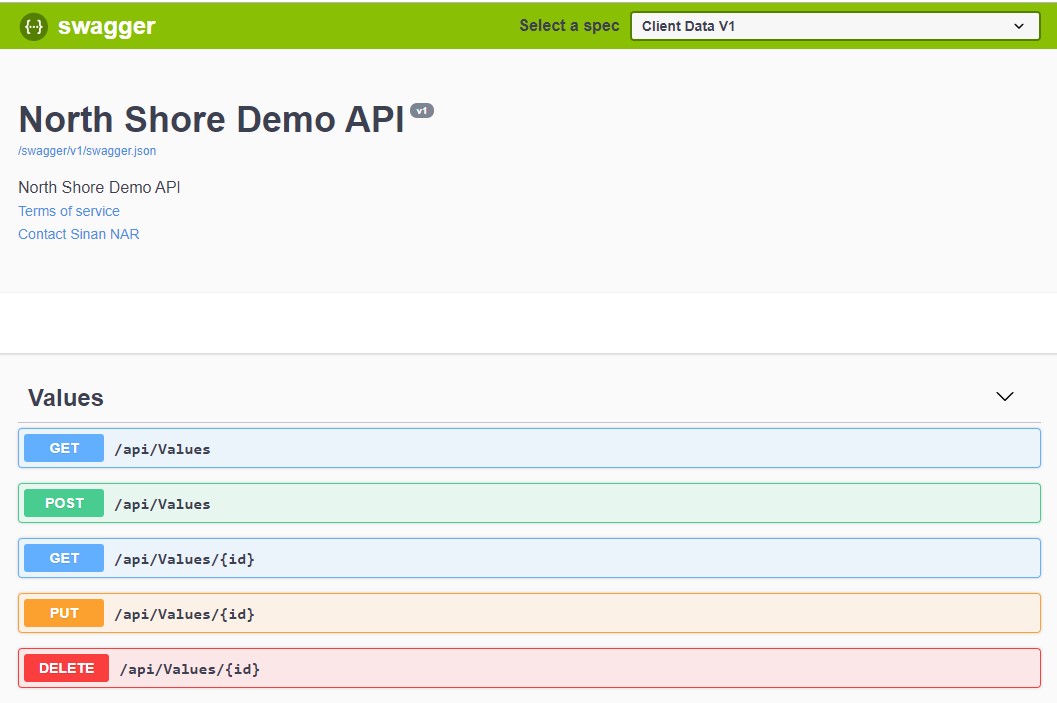 {··} swagger Select a spec Client Data V1
North Shore Demo API v1
/swagger/v1/swagger.json
North Shore Demo API
Terms of service
Contact Sinan NAR
Values
GET /api/Values
POST /api/Values
GET /api/Values/{id}
PUT /api/Values/{id}
DELETE /api/Values/{id}